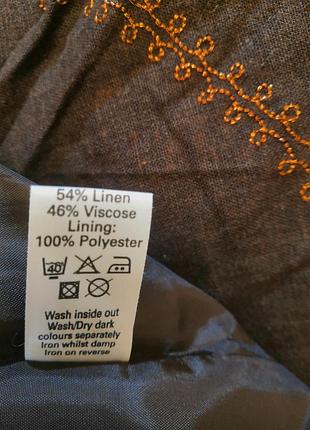 54% Linen
46% Viscose
Lining:
100% Polyester
40
Wash inside out
Wash/Dry dark
colours separately
Iron whilst damp
Iron on reverse